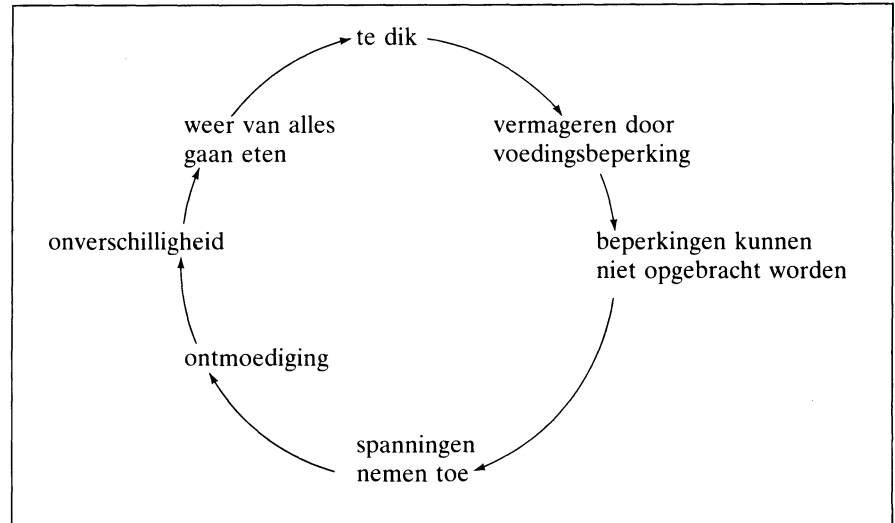 te dik
vermageren door
voedingsbeperking
beperkingen kunnen
niet opgebracht worden
spanningen
nemen toe
ontmoediging
onverschilligheid
weer van alles
gaan eten